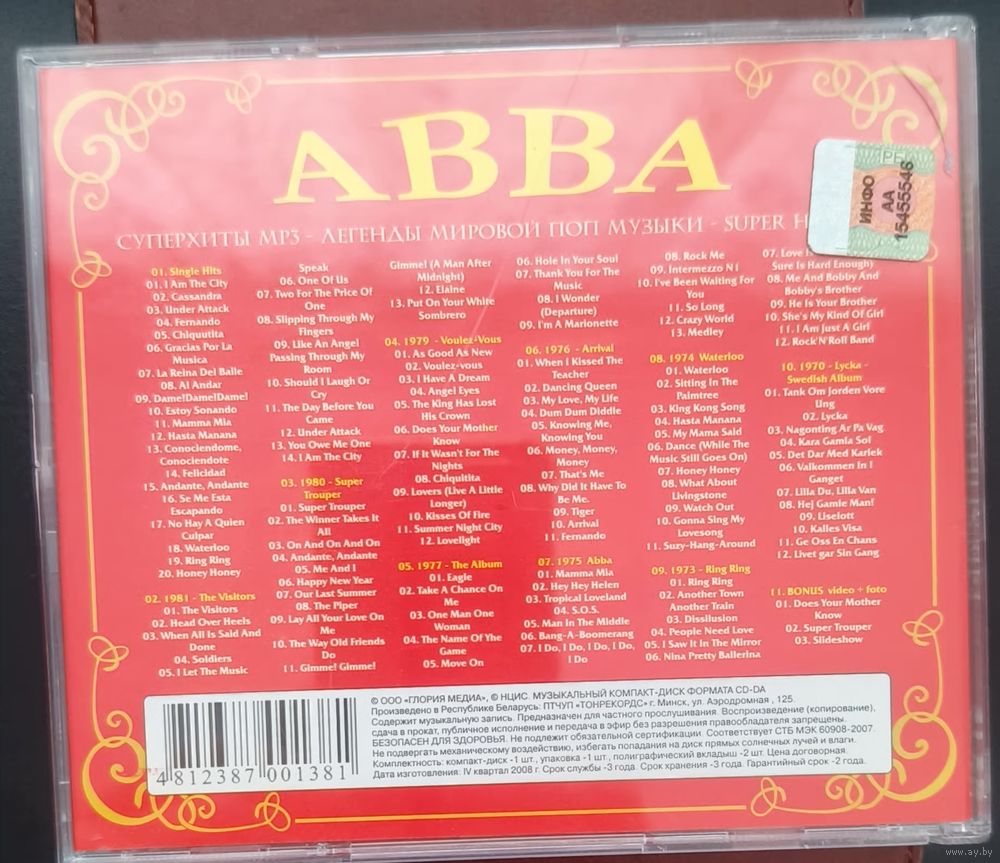 ABBA
СУПЕРХИТЫ MP3 - ЛЕГЕНДЫ МИРОВОЙ ПОП МУЗЫКИ - SUPER H
РБ
ИНФО
АА
15455546
01. Single Hits
01. I Am The City
02. Cassandra
03. Under Attack
04. Fernando
05. Chiquutita
06. Gracias Por La
Musica
07. La Reina Del Baile
08. Al Andar
09. Dame!Dame!Dame!
10. Estoy Sonando
11. Mamma Mia
12. Hasta Manana
13. Conociendome,
Conociendote
14. Felicidad
15. Andante, Andante
16. Se Me Esta
Escapando
17. No Hay A Quien
Culpar
18. Waterloo
19. Ring Ring
20. Honey Honey
02. 1981 - The Visitors
01. The Visitors
02. Head Over Heels
03. When All Is Said And
Done
04. Soldiers
05. I Let The Music
Speak
06. One Of Us
07. Two For The Price Of
One
08. Slipping Through My
Fingers
09. Like An Angel
Passing Through My
Room
10. Should I Laugh Or
Cry
11. The Day Before You
Came
12. Under Attack
13. You Owe Me One
14. I Am The City
03. 1980 - Super
Trouper
01. Super Trouper
02. The Winner Takes It
All
03. On And On And On
04. Andante, Andante
05. Me And I
06. Happy New Year
07. Our Last Summer
08. The Piper
09. Lay All Your Love On
Me
10. The Way Old Friends
Do
11. Gimme! Gimme!
Gimme! (A Man After
Midnight)
12. Elaine
13. Put On Your White
Sombrero
04. 1979 - Voulez-Vous
01. As Good As New
02. Voulez-vous
03. I Have A Dream
04. Angel Eyes
05. The King Has Lost
His Crown
06. Does Your Mother
Know
07. If It Wasn't For The
Nights
08. Chiquitita
09. Lovers (Live A Little
Longer)
10. Kisses Of Fire
11. Summer Night City
12. Lovelight
05. 1977 - The Album
01. Eagle
02. Take A Chance On
Me
03. One Man One
Woman
04. The Name Of The
Game
05. Move On
06. Hole In Your Soul
07. Thank You For The
Music
08. I Wonder
(Departure)
09. I'm A Marionette
06. 1976 - Arrival
01. When I Kissed The
Teacher
02. Dancing Queen
03. My Love, My Life
04. Dum Dum Diddle
05. Knowing Me,
Knowing You
06. Money, Money,
Money
07. That's Me
08. Why Did It Have To
Be Me.
09. Tiger
10. Arrival
11. Fernando
07. 1975 Abba
01. Mamma Mia
02. Hey Hey Helen
03. Tropical Loveland
04. S.O.S.
05. Man In The Middle
06. Bang-A-Boomerang
07. I Do, I Do, I Do, I Do,
I Do
08. Rock Me
09. Intermezzo N1
10. I've Been Waiting For
You
11. So Long
12. Crazy World
13. Medley
08. 1974 Waterloo
01. Waterloo
02. Sitting In The
Palmtree
03. King Kong Song
04. Hasta Manana
05. My Mama Said
06. Dance (While The
Music Still Goes On)
07. Honey Honey
08. What About
Livingstone
09. Watch Out
10. Gonna Sing My
Lovesong
11. Suzy-Hang-Around
09. 1973 - Ring Ring
01. Ring Ring
02. Another Town
Another Train
03. Dissilusion
04. People Need Love
05. I Saw It In The Mirror
06. Nina Pretty Ballerina
07. Love
Sure Is Hard Enough)
08. Me And Bobby And
Bobby's Brother
09. He Is Your Brother
10. She's My Kind Of Girl
11. I Am Just A Girl
12. Rock'N'Roll Band
10. 1970 - Lycka -
Swedish Album
01. Tank Om Jorden Vore
Ung
02. Lycka
03. Nagonting Ar Pa Vag
04. Kara Gamla Sol
05. Det Dar Med Karlek
06. Valkommen In I
Ganget
07. Lilla Du, Lilla Van
08. Hej Gamle Man!
09. Liselott
10. Kalles Visa
11. Ge Oss En Chans
12. Livet gar Sin Gang
11. BONUS video + foto
01. Does Your Mother
Know
02. Super Trouper
03. Slideshow
© ООО «ГЛОРИЯ МЕДИА», © НЦИС. МУЗЫКАЛЬНЫЙ КОМПАКТ-ДИСК ФОРМАТА CD-DA
Произведено в Республике Беларусь: ПТЧУП «ТОНРЕКОРДС» г. Минск, ул. Аэродромная , 125.
Содержит музыкальную запись. Предназначен для частного прослушивания. Воспроизведение (копирование),
сдача в прокат, публичное исполнение и передача в эфир без разрешения правообладателя запрещены.
БЕЗОПАСЕН ДЛЯ ЗДОРОВЬЯ. Не подлежит обязательной сертификации. Соответствует СТБ МЭК 60908-2007.
Не подвергать механическому воздействию, избегать попадания на диск прямых солнечных лучей и влаги.
Комплектность: компакт-диск -1 шт., упаковка -1 шт., полиграфический вкладыш -2 шт. Цена договорная.
Дата изготовления: IV квартал 2008 г. Срок службы -3 года. Срок хранения -3 года. Гарантийный срок -2 года.
4 812387 001381
www.ay.by